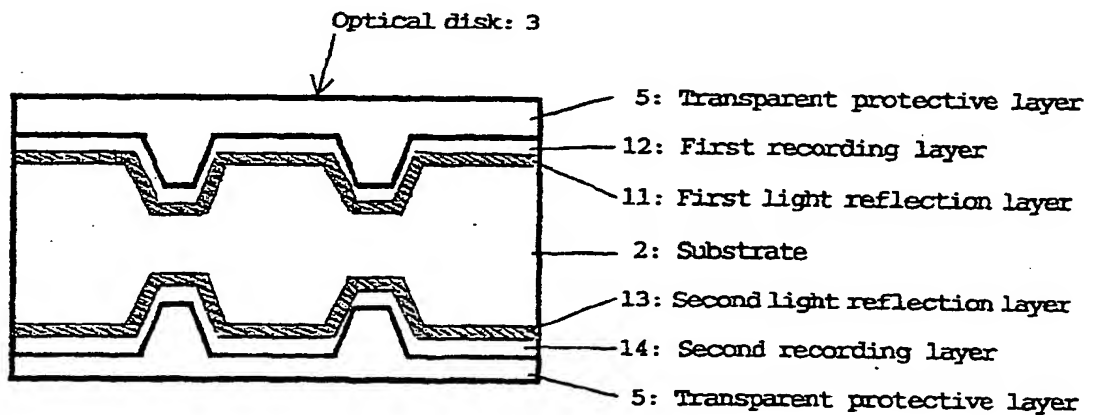 Optical disk: 3
5: Transparent protective layer
12: First recording layer
11: First light reflection layer
2: Substrate
13: Second light reflection layer
14: Second recording layer
5: Transparent protective layer